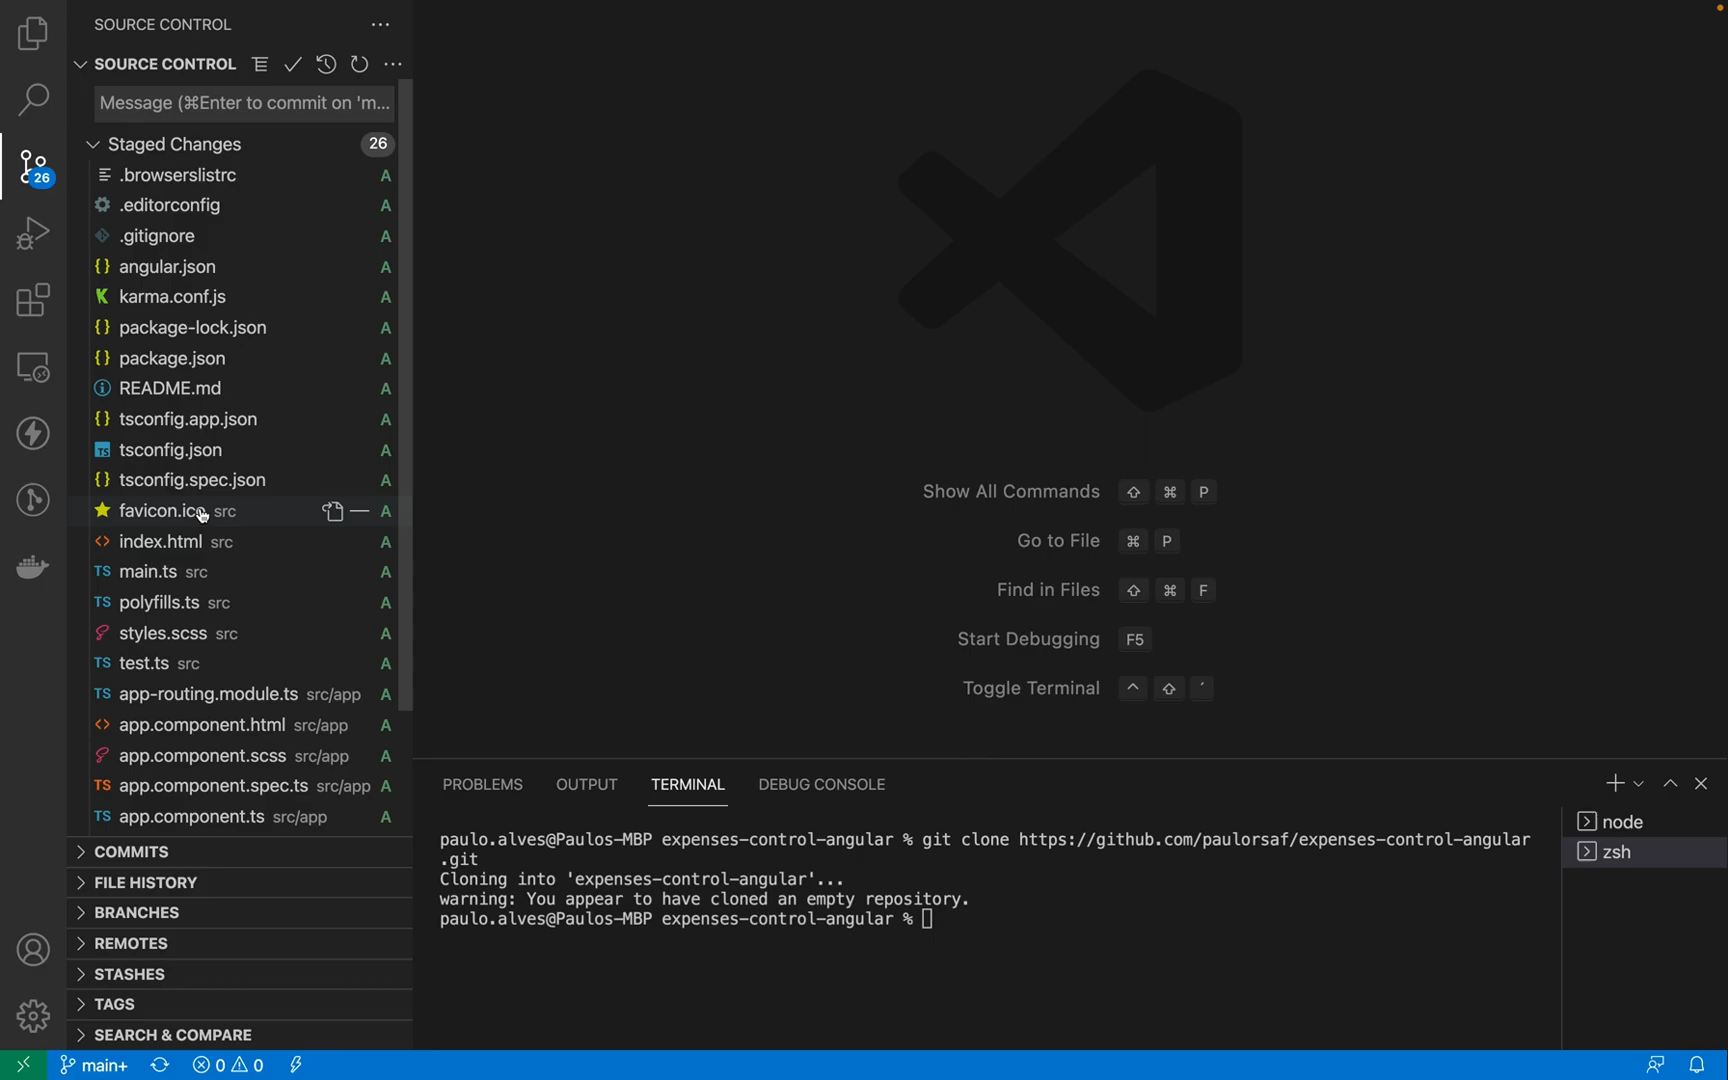 SOURCE CONTROL
SOURCE CONTROL
Message (⌘Enter to commit on 'm...
Staged Changes 26
26
.browserslistrc A
.editorconfig A
.gitignore A
{} angular.json A
karma.conf.js A
{} package-lock.json A
{} package.json A
README.md A
{} tsconfig.app.json A
TS tsconfig.json A
{} tsconfig.spec.json A
favicon.ico src A
<> index.html src A
TS main.ts src A
TS polyfills.ts src A
styles.scss src A
TS test.ts src A
TS app-routing.module.ts src/app A
<> app.component.html src/app A
app.component.scss src/app A
TS app.component.spec.ts src/app A
TS app.component.ts src/app A
COMMITS
FILE HISTORY
BRANCHES
REMOTES
STASHES
TAGS
SEARCH & COMPARE
Show All Commands ⇧ ⌘ P
Go to File ⌘ P
Find in Files ⇧ ⌘ F
Start Debugging F5
Toggle Terminal ^ ⇧ ´
PROBLEMS OUTPUT TERMINAL DEBUG CONSOLE
paulo.alves@Paulos-MBP expenses-control-angular % git clone https://github.com/paulorsaf/expenses-control-angular
.git
Cloning into 'expenses-control-angular'...
warning: You appear to have cloned an empty repository.
paulo.alves@Paulos-MBP expenses-control-angular %
node
zsh
main+ 0 0